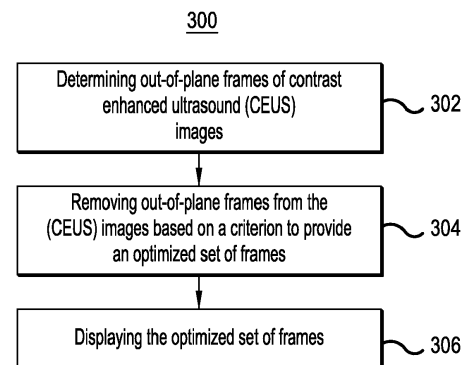 300
Determining out-of-plane frames of contrast
enhanced ultrasound (CEUS)
images
302
Removing out-of-plane frames from the
(CEUS) images based on a criterion to provide
an optimized set of frames
304
Displaying the optimized set of frames
306